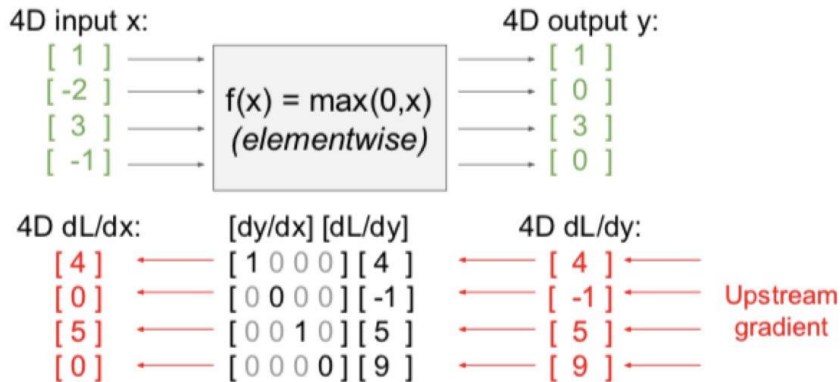 4D input x: 4D output y:
[ 1 ] [ 1 ]
[ -2 ] f(x) = max(0,x) [ 0 ]
[ 3 ] (elementwise) [ 3 ]
[ -1 ] [ 0 ]
4D dL/dx: [dy/dx] [dL/dy] 4D dL/dy:
[ 4 ] [ 1 0 0 0 ] [ 4 ] [ 4 ]
[ 0 ] [ 0 0 0 0 ] [ -1 ] [ -1 ] Upstream
[ 5 ] [ 0 0 1 0 ] [ 5 ] [ 5 ] gradient
[ 0 ] [ 0 0 0 0 ] [ 9 ] [ 9 ]